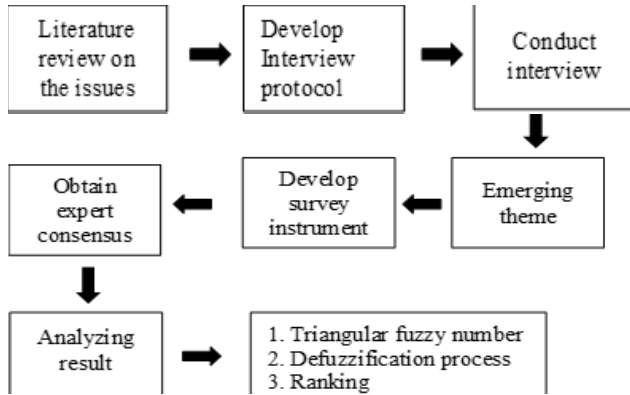 Literature
review on
the issues
Develop
Interview
protocol
Conduct
interview
Emerging
theme
Develop
survey
instrument
Obtain
expert
consensus
Analyzing
result
1. Triangular fuzzy number
2. Defuzzification process
3. Ranking